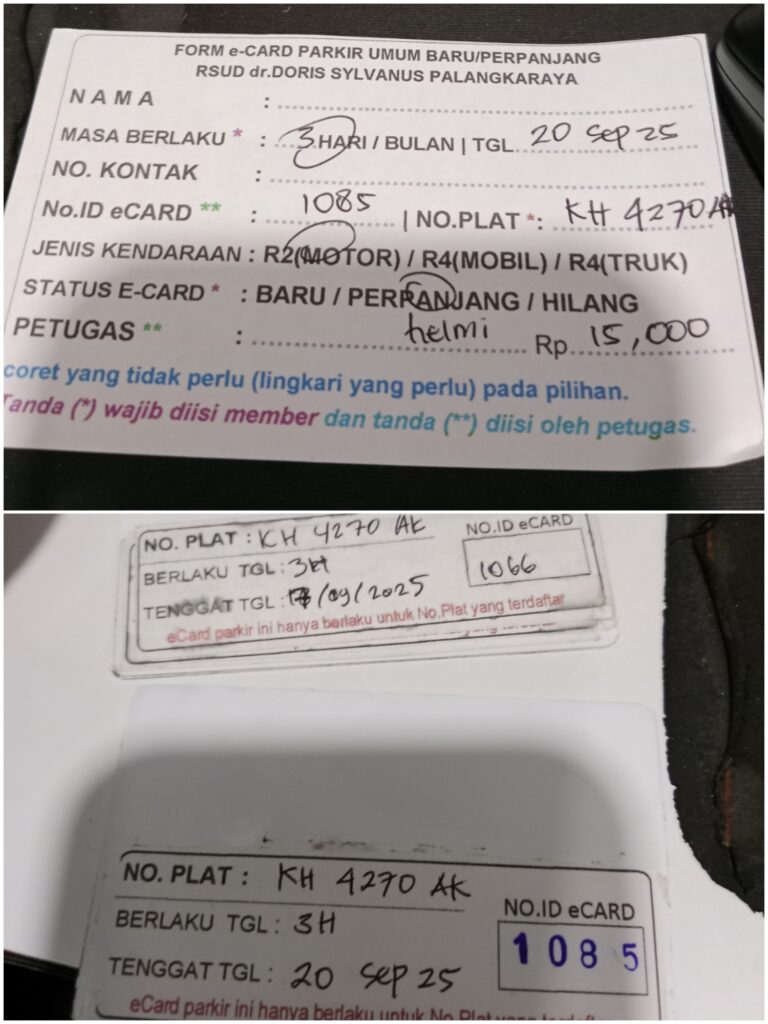 FORM e-CARD PARKIR UMUM BARU/PERPANJANG
RSUD dr.DORIS SYLVANUS PALANGKARAYA
NAMA :
MASA BERLAKU * : 3 HARI / BULAN | TGL 20 Sep 25
NO. KONTAK :
No.ID eCARD ** : 1085 | NO.PLAT *: KH 4270 AK
JENIS KENDARAAN : R2(MOTOR) / R4(MOBIL) / R4(TRUK)
STATUS E-CARD * : BARU / PERPANJANG / HILANG
PETUGAS ** : helmi Rp. 15,000
coret yang tidak perlu (lingkari yang perlu) pada pilihan.
Tanda (*) wajib diisi member dan tanda (**) diisi oleh petugas.
NO. PLAT : KH 4270 AK NO.ID eCARD
BERLAKU TGL : 3H 1066
TENGGAT TGL : /09/2025
eCard parkir ini hanya berlaku untuk No.Plat yang terdaftar
NO. PLAT : KH 4270 AK
BERLAKU TGL : 3H NO.ID eCARD
TENGGAT TGL : 20 Sep 25 1085
eCard parkir ini hanya berlaku untuk No.Plat yang